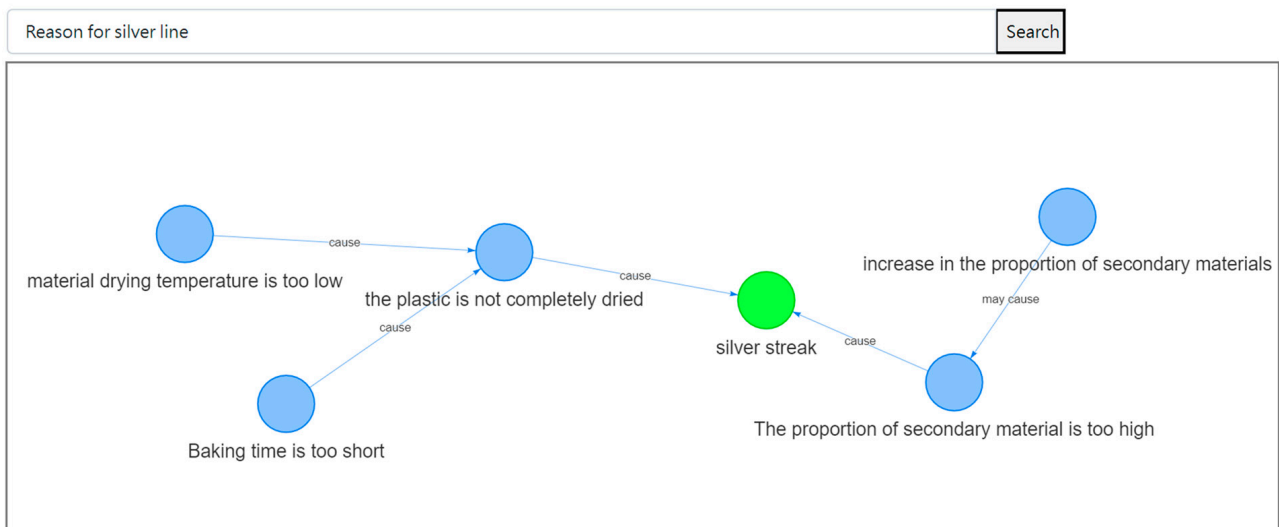 Reason for silver line
Search
cause
material drying temperature is too low
the plastic is not completely dried
cause
cause
Baking time is too short
silver streak
increase in the proportion of secondary materials
may cause
cause
The proportion of secondary material is too high